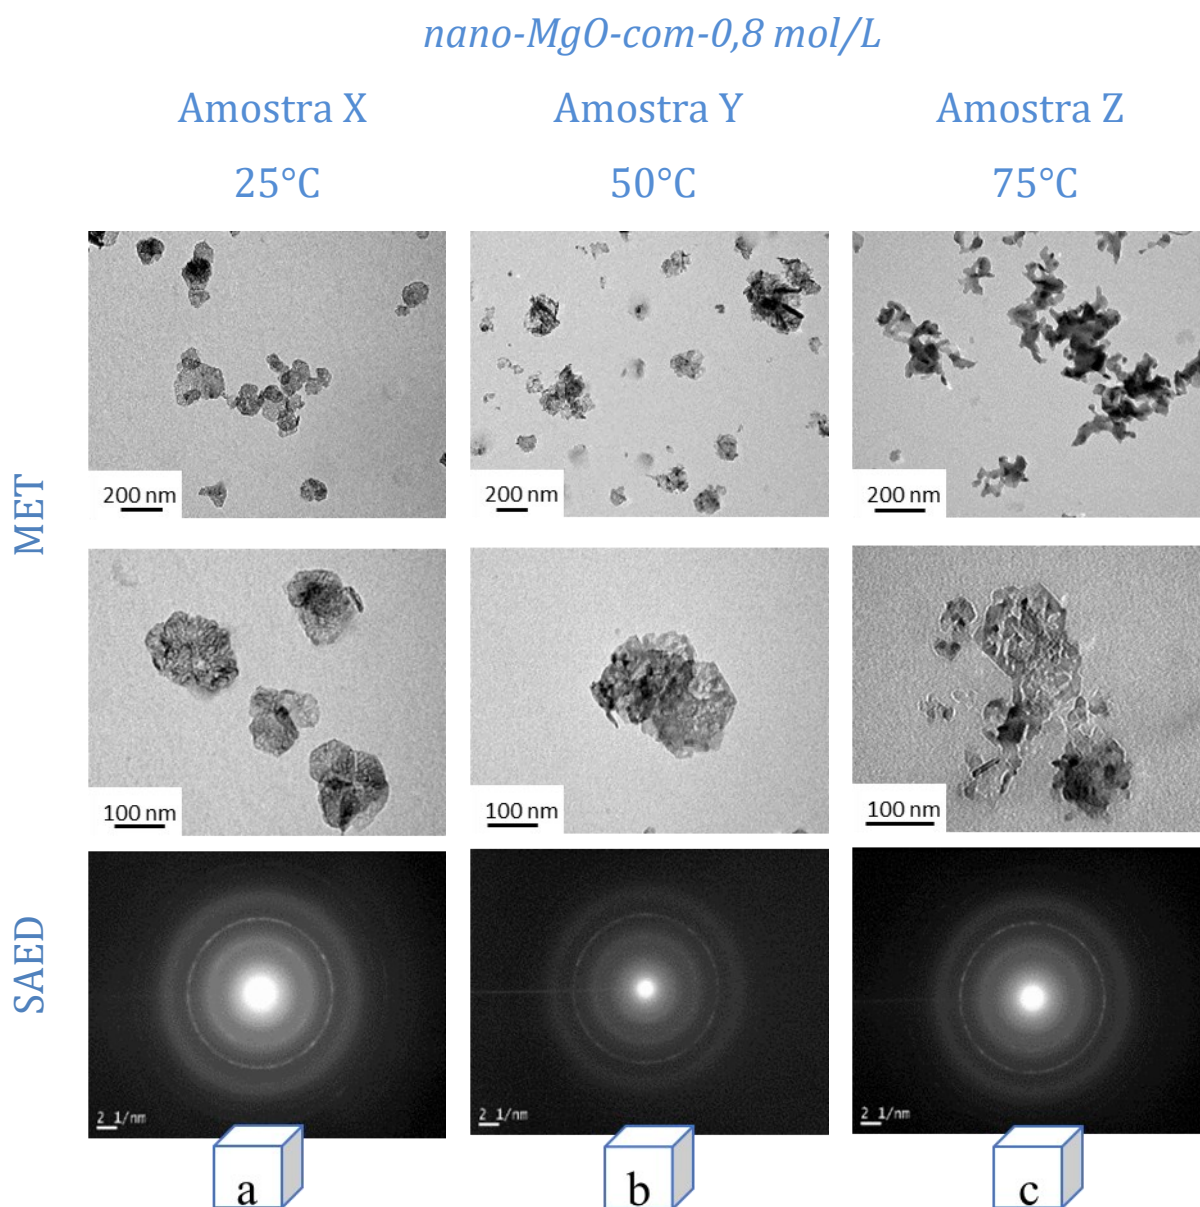 nano-MgO-com-0,8 mol/L
Amostra X
Amostra Y
Amostra Z
25°C
50°C
75°C
MET
200 nm
200 nm
200 nm
100 nm
100 nm
100 nm
SAED
2 1/nm
2 1/nm
2 1/nm
a
b
c